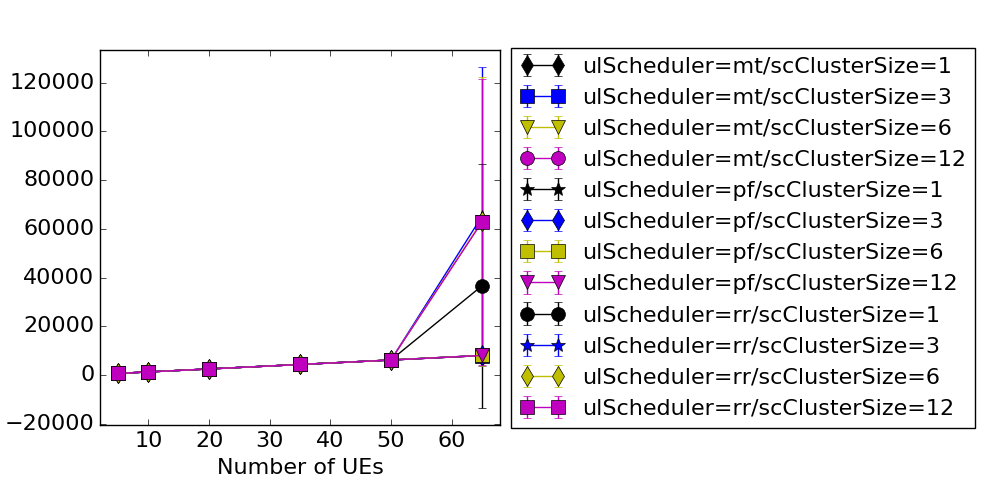 120000
100000
80000
60000
40000
20000
0
−20000
10 20 30 40 50 60
Number of UEs
ulScheduler=mt/scClusterSize=1
ulScheduler=mt/scClusterSize=3
ulScheduler=mt/scClusterSize=6
ulScheduler=mt/scClusterSize=12
ulScheduler=pf/scClusterSize=1
ulScheduler=pf/scClusterSize=3
ulScheduler=pf/scClusterSize=6
ulScheduler=pf/scClusterSize=12
ulScheduler=rr/scClusterSize=1
ulScheduler=rr/scClusterSize=3
ulScheduler=rr/scClusterSize=6
ulScheduler=rr/scClusterSize=12